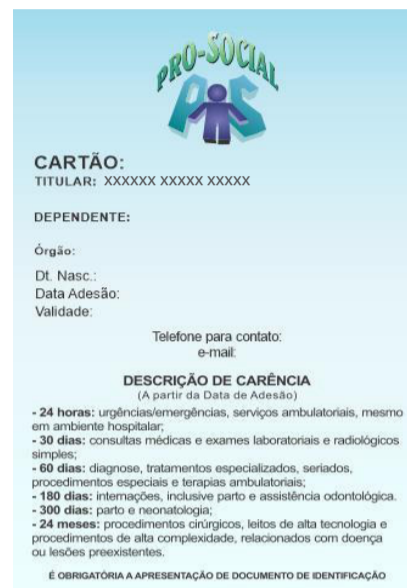 PRO-SOCIAL
PS
CARTÃO:
TITULAR: XXXXXX XXXXX XXXXX
DEPENDENTE:
Órgão:
Dt. Nasc.:
Data Adesão:
Validade:
Telefone para contato:
e-mail:
DESCRIÇÃO DE CARÊNCIA
(A partir da Data de Adesão)
- 24 horas: urgências/emergências, serviços ambulatoriais, mesmo
em ambiente hospitalar;
- 30 dias: consultas médicas e exames laboratoriais e radiológicos
simples;
- 60 dias: diagnose, tratamentos especializados, seriados,
procedimentos especiais e terapias ambulatoriais;
- 180 dias: internações, inclusive parto e assistência odontológica.
- 300 dias: parto e neonatologia;
- 24 meses: procedimentos cirúrgicos, leitos de alta tecnologia e
procedimentos de alta complexidade, relacionados com doença
ou lesões preexistentes.
É OBRIGATÓRIA A APRESENTAÇÃO DE DOCUMENTO DE IDENTIFICAÇÃO